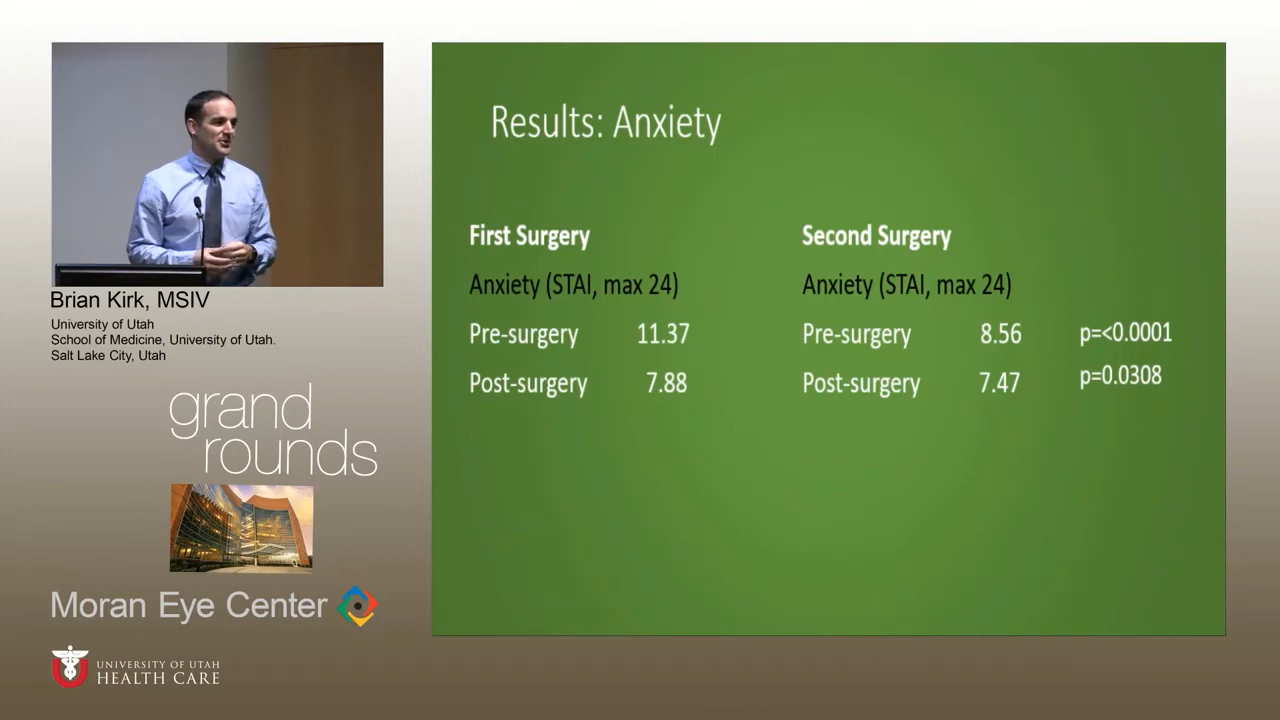 Brian Kirk, MSIV
University of Utah
School of Medicine, University of Utah.
Salt Lake City, Utah
grand
rounds
Moran Eye Center
UNIVERSITY OF UTAH
HEALTH CARE
Results: Anxiety
First Surgery
Anxiety (STAI, max 24)
Pre-surgery 11.37
Post-surgery 7.88
Second Surgery
Anxiety (STAI, max 24)
Pre-surgery 8.56 p=<0.0001
Post-surgery 7.47 p=0.0308